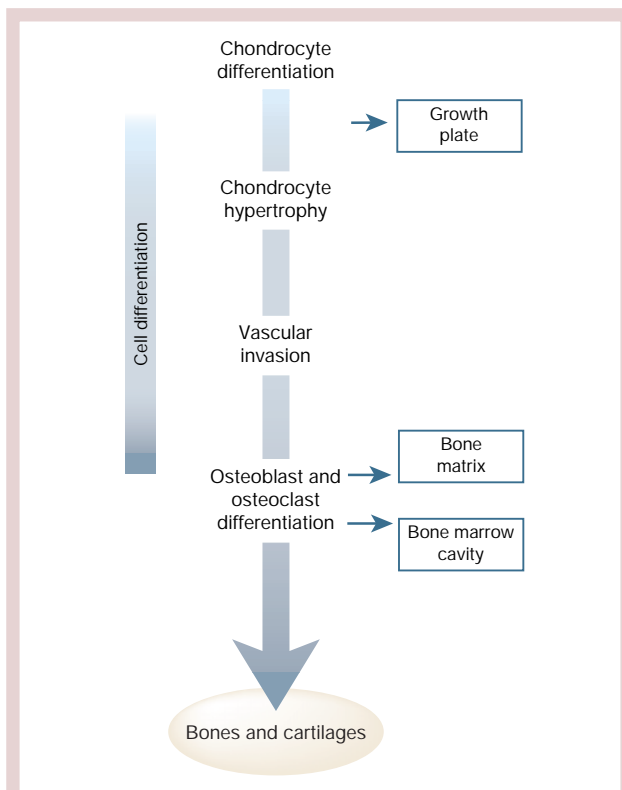 Chondrocyte
differentiation
Growth
plate
Chondrocyte
hypertrophy
Cell differentiation
Vascular
invasion
Bone
matrix
Osteoblast and
osteoclast
differentiation
Bone marrow
cavity
Bones and cartilages